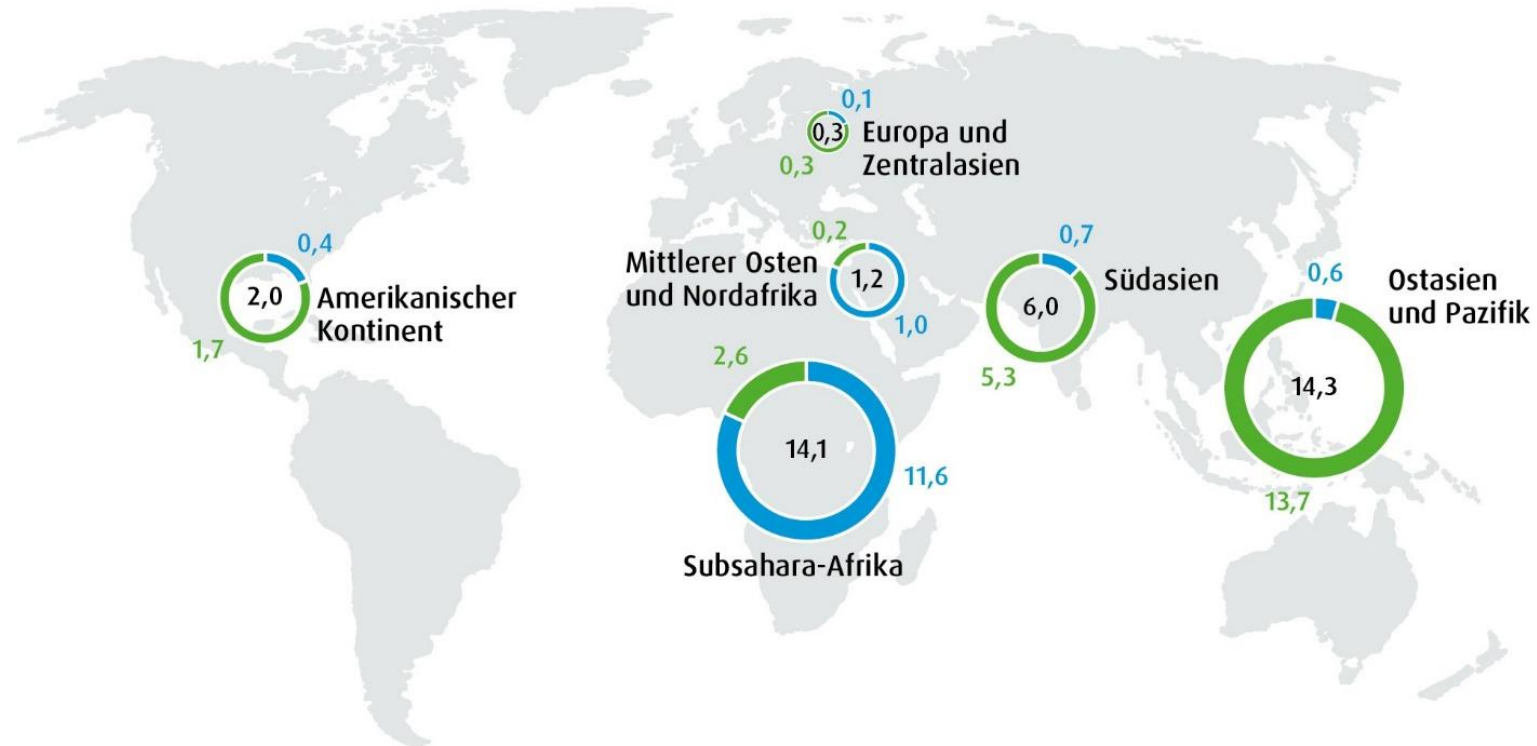 0,1
0,3
Europa und
Zentralasien
0,3
0,4
2,0
Amerikanischer
Kontinent
1,7
0,2
Mittlerer Osten
und Nordafrika
1,2
1,0
0,7
Südasien
6,0
5,3
0,6
Ostasien
und Pazifik
14,3
13,7
2,6
14,1
11,6
Subsahara-Afrika